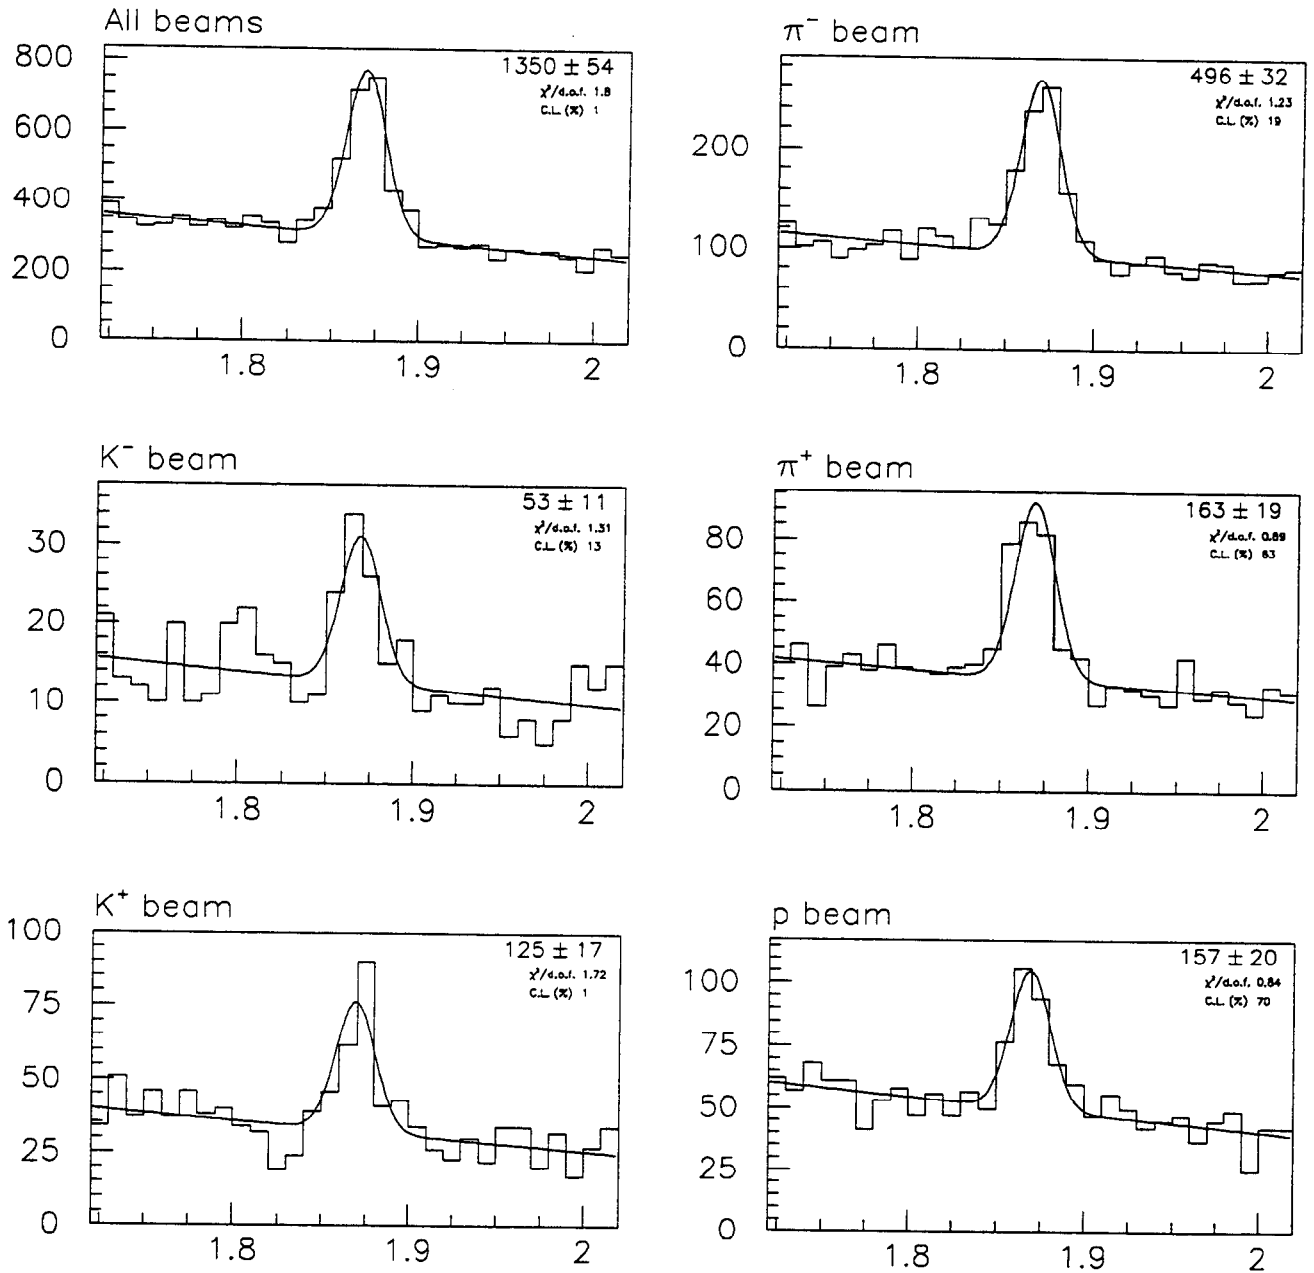 All beams
1350 ± 54
χ²/d.o.f. 1.8
C.L. (%) 1
800
600
400
200
0
1.8 1.9 2
π⁻ beam
496 ± 32
χ²/d.o.f. 1.23
C.L. (%) 19
200
100
0
1.8 1.9 2
K⁻ beam
53 ± 11
χ²/d.o.f. 1.31
C.L. (%) 13
30
20
10
0
1.8 1.9 2
π⁺ beam
163 ± 19
χ²/d.o.f. 0.89
C.L. (%) 63
80
60
40
20
0
1.8 1.9 2
K⁺ beam
125 ± 17
χ²/d.o.f. 1.72
C.L. (%) 1
100
75
50
25
0
1.8 1.9 2
p beam
157 ± 20
χ²/d.o.f. 0.84
C.L. (%) 70
100
75
50
25
0
1.8 1.9 2